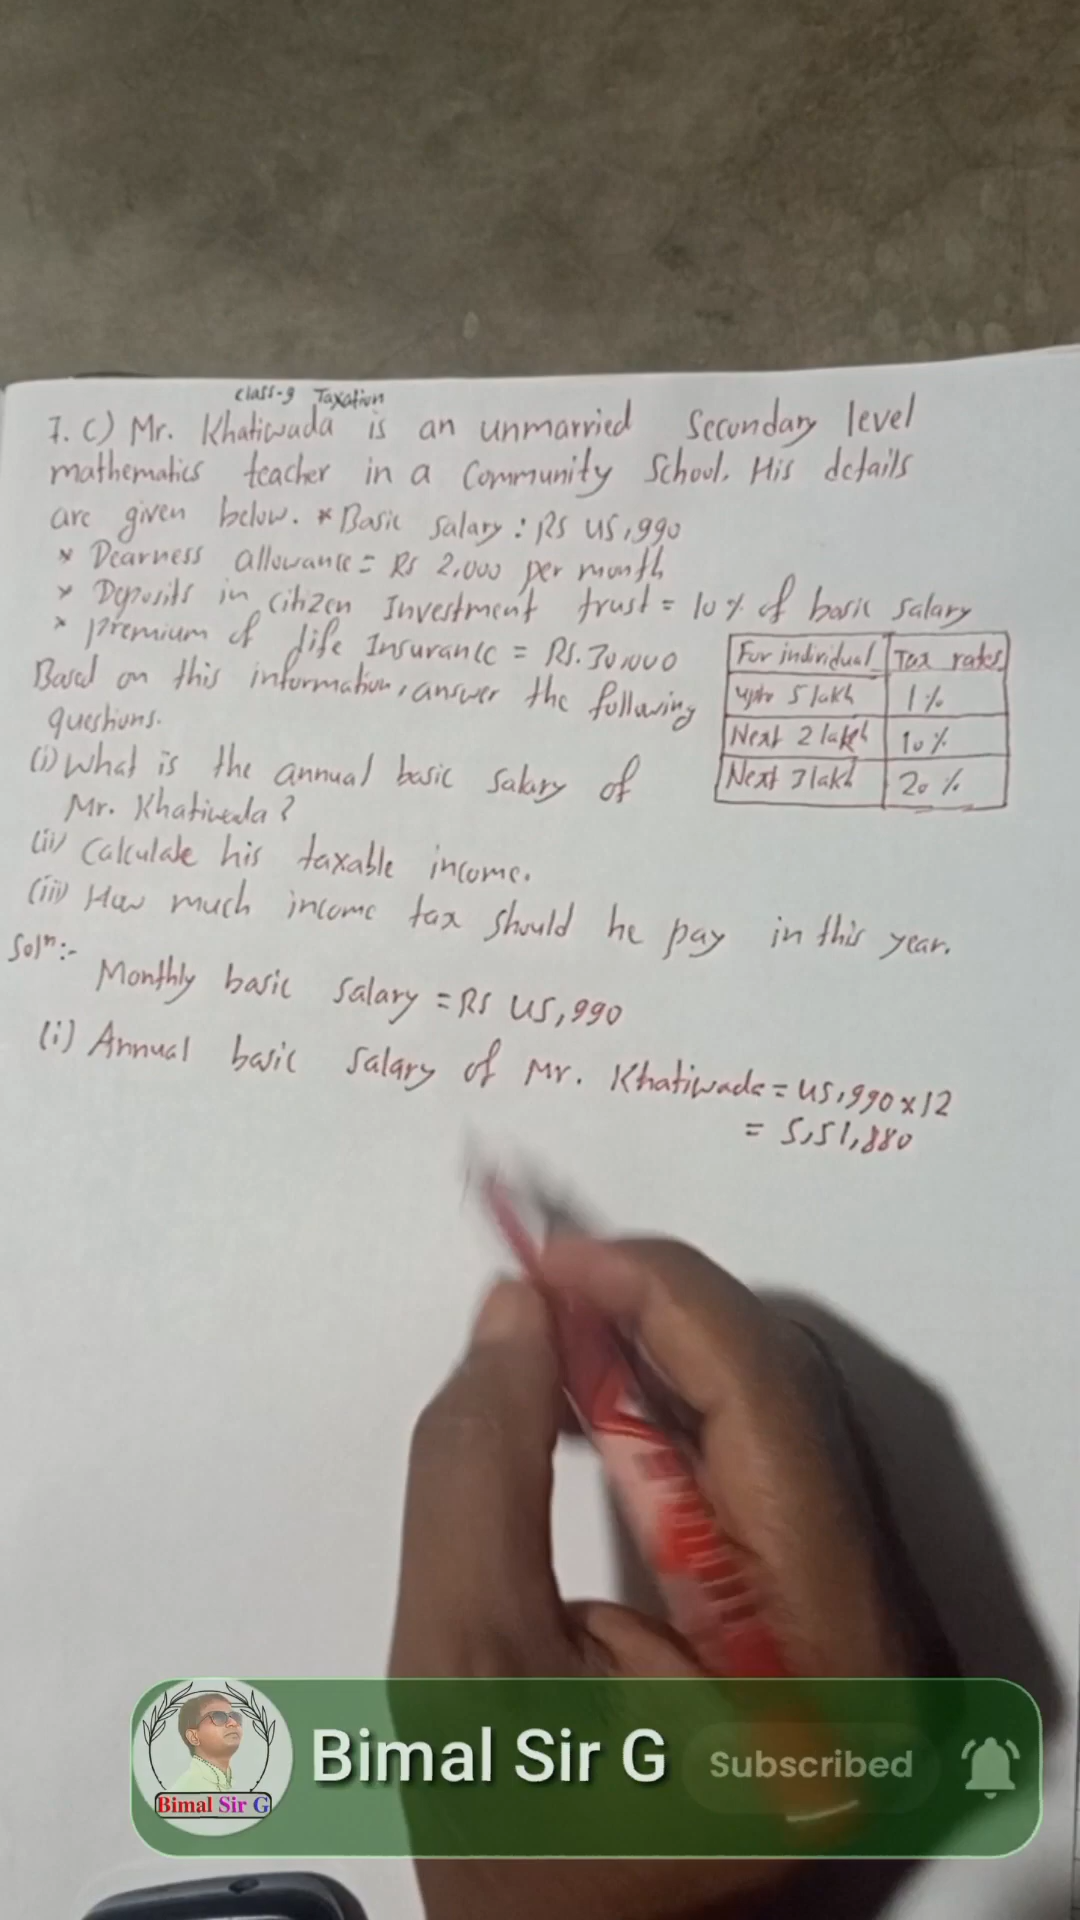 class-9 Taxation
7. c) Mr. Khatiwada is an unmarried Secondary level
mathematics teacher in a Community School. His details
are given below. * Basic Salary : Rs 45,990
* Dearness allowance = Rs 2,000 per month
* Deposits in Citizen Investment trust = 10% of basic salary
* premium of life Insurance = Rs. 30,000
Based on this information, answer the following
questions.
For individual Tax rates
upto 5 lakh 1%
Next 2 lakh 10%
Next 3 lakh 20%
(i) What is the annual basic salary of
Mr. Khatiwada?
(ii) Calculate his taxable income.
(iii) How much income tax should he pay in this year.
Solⁿ:-
Monthly basic salary = Rs 45,990
(i) Annual basic salary of Mr. Khatiwada = 45,990 x 12
= 5,51,880
Bimal Sir G Subscribed
Bimal Sir G